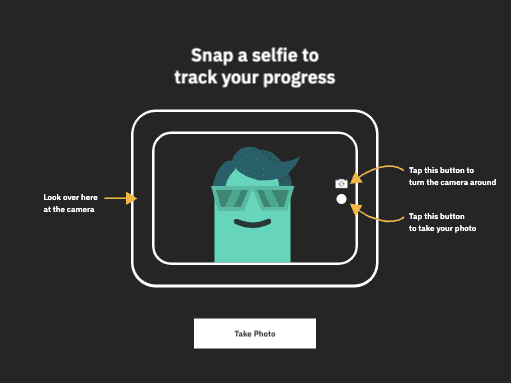 Snap a selfie to
track your progress
Look over here
at the camera
Tap this button to
turn the camera around
Tap this button
to take your photo
Take Photo